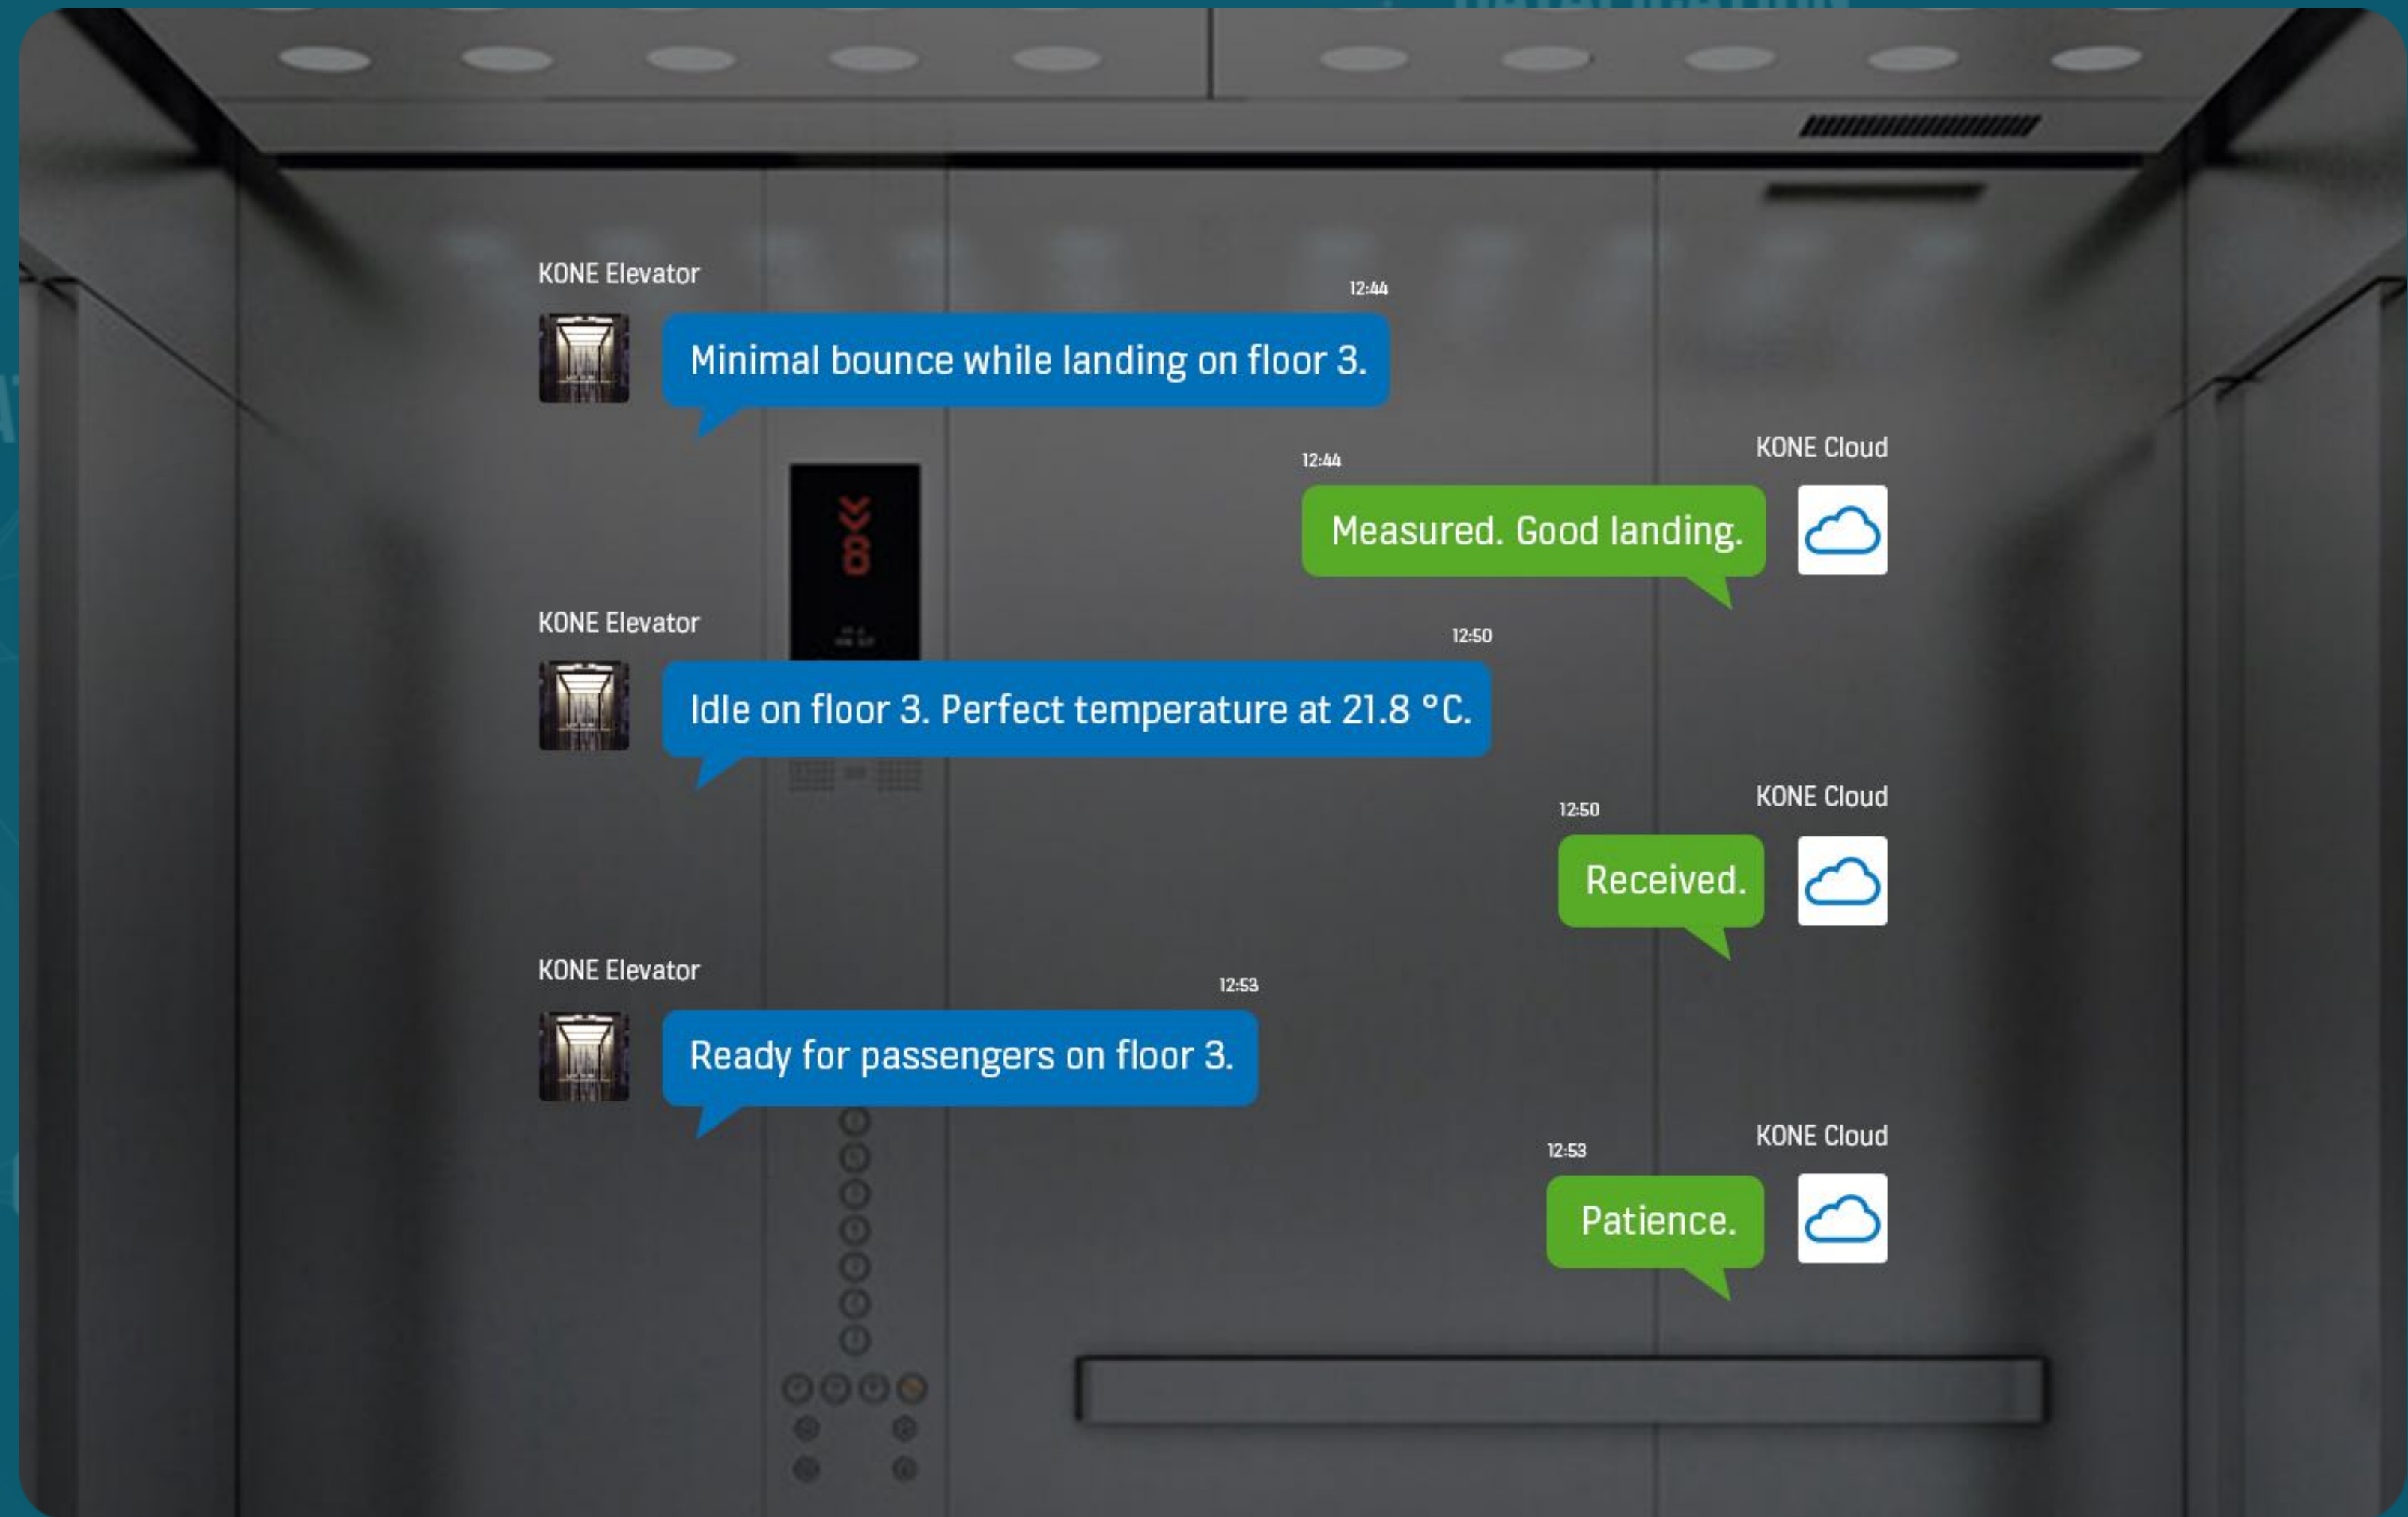 KONE Elevator
12:44
Minimal bounce while landing on floor 3.
KONE Cloud
12:44
Measured. Good landing.
8
KONE Elevator
12:50
Idle on floor 3. Perfect temperature at 21.8 °C.
KONE Cloud
12:50
Received.
KONE Elevator
12:53
Ready for passengers on floor 3.
KONE Cloud
12:53
Patience.